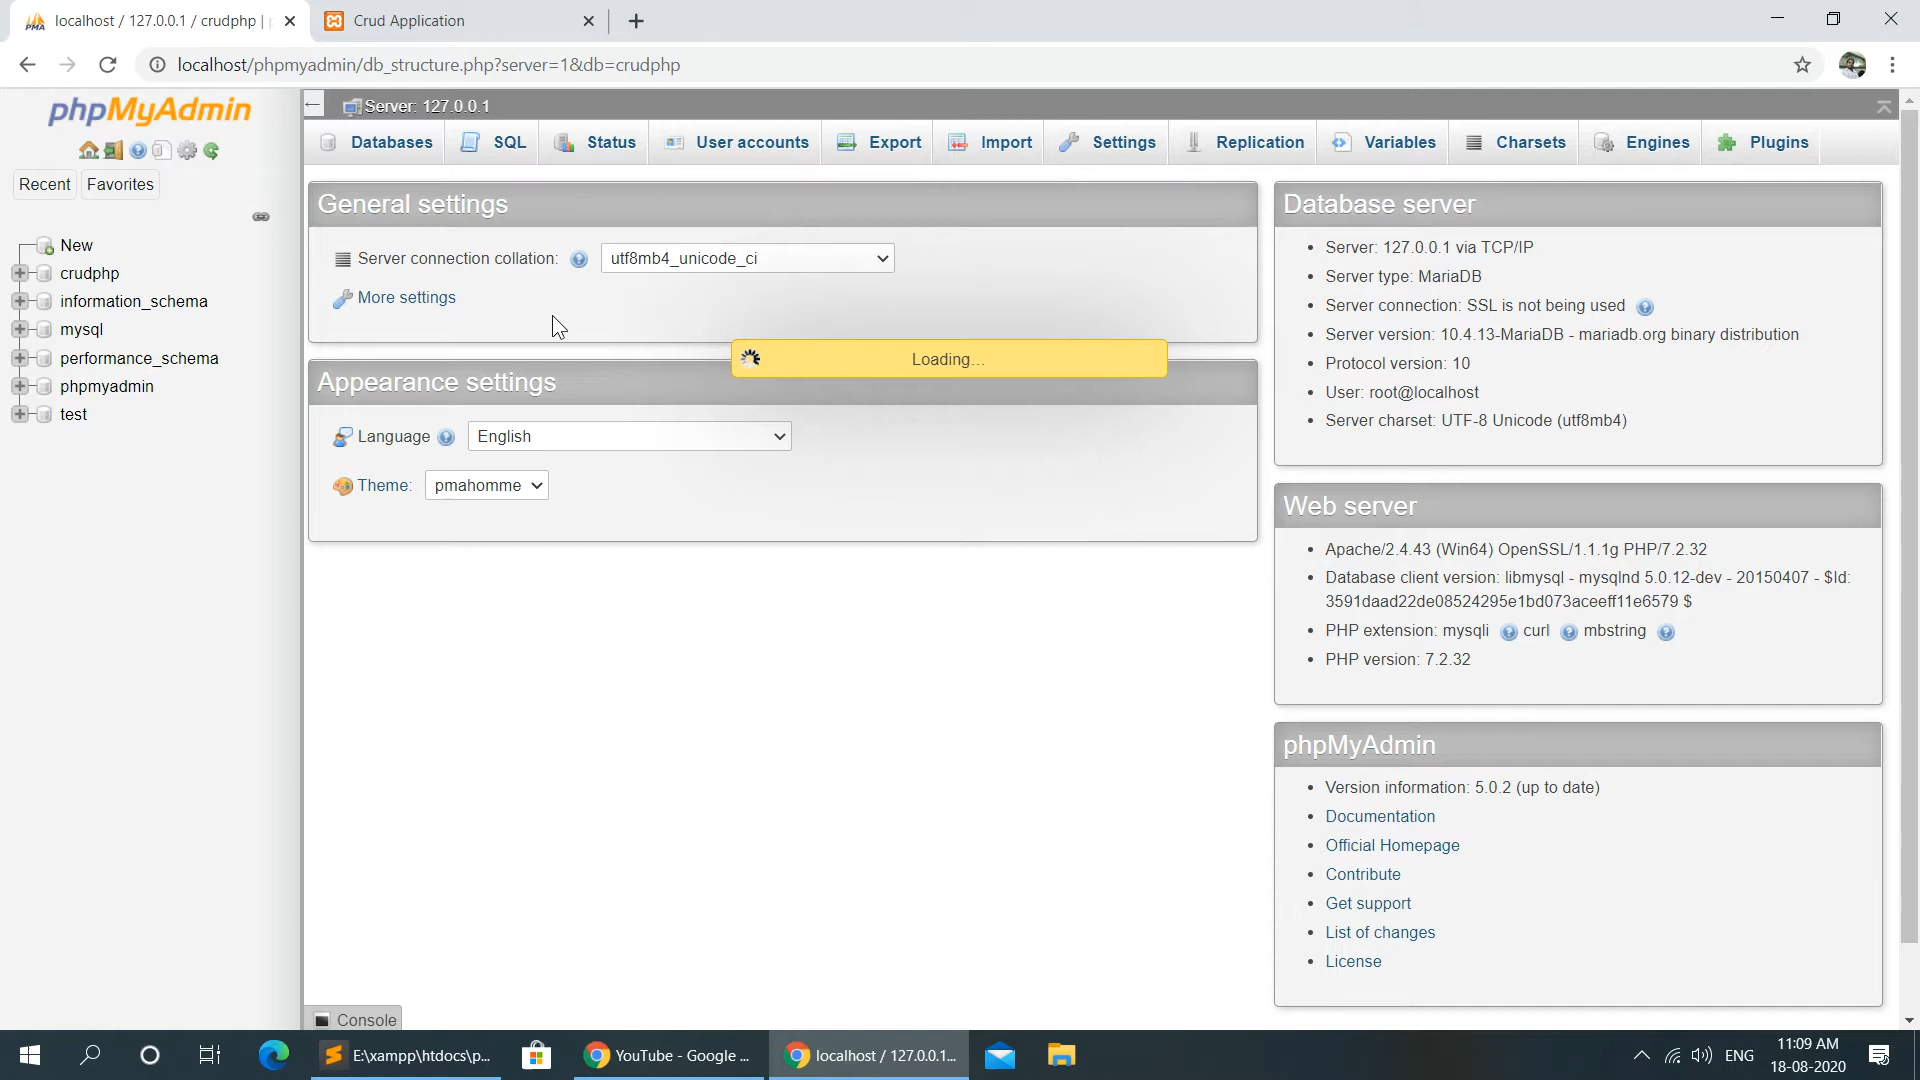 localhost / 127.0.0.1 / crudphp |
Crud Application
localhost/phpmyadmin/db_structure.php?server=1&db=crudphp
phpMyAdmin
Recent
Favorites
New
crudphp
information_schema
mysql
performance_schema
phpmyadmin
test
Server: 127.0.0.1
Databases
SQL
Status
User accounts
Export
Import
Settings
Replication
Variables
Charsets
Engines
Plugins
General settings
Server connection collation:
utf8mb4_unicode_ci
More settings
Loading...
Appearance settings
Language
English
Theme:
pmahomme
Database server
Server: 127.0.0.1 via TCP/IP
Server type: MariaDB
Server connection: SSL is not being used
Server version: 10.4.13-MariaDB - mariadb.org binary distribution
Protocol version: 10
User: root@localhost
Server charset: UTF-8 Unicode (utf8mb4)
Web server
Apache/2.4.43 (Win64) OpenSSL/1.1.1g PHP/7.2.32
Database client version: libmysql - mysqlnd 5.0.12-dev - 20150407 - $Id:
3591daad22de08524295e1bd073aceeff11e6579 $
PHP extension: mysqli curl mbstring
PHP version: 7.2.32
phpMyAdmin
Version information: 5.0.2 (up to date)
Documentation
Official Homepage
Contribute
Get support
List of changes
License
Console
E:\xampp\htdocs\p...
YouTube - Google ...
localhost / 127.0.0.1...
ENG
11:09 AM
18-08-2020